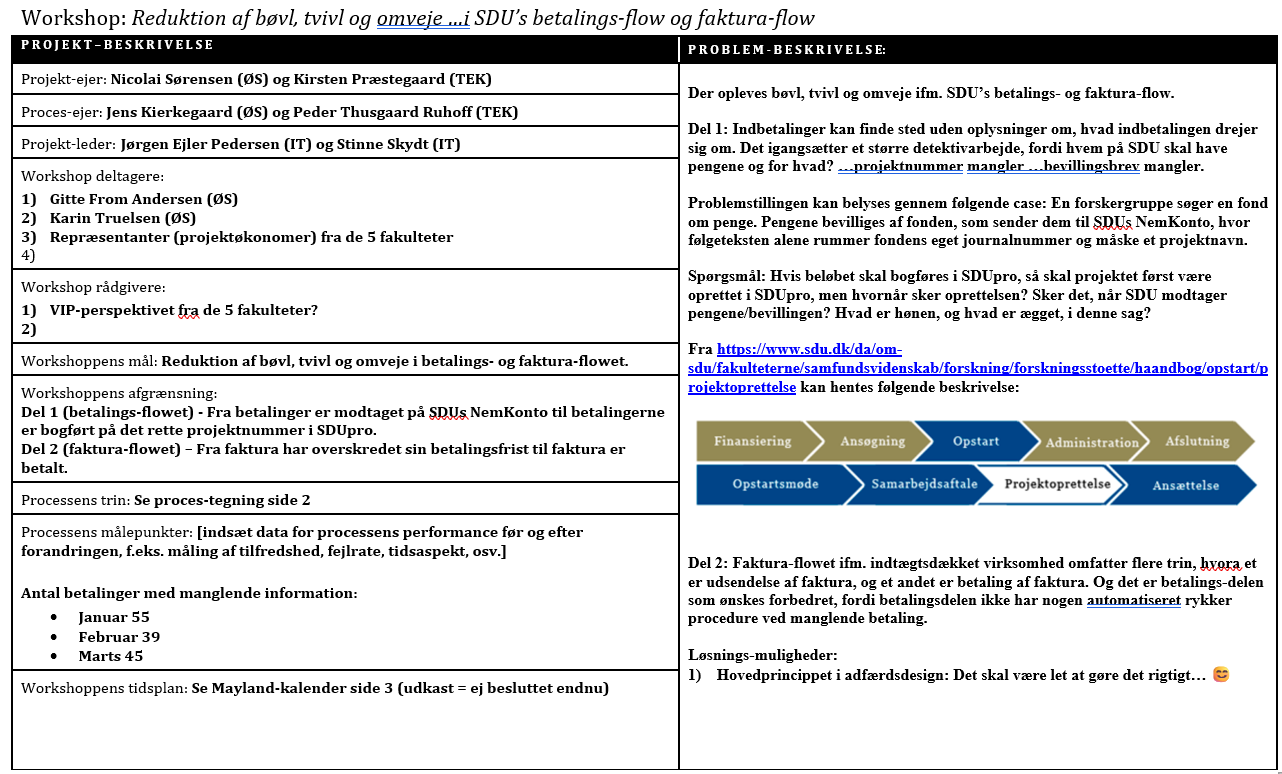 Workshop: Reduktion af bøvl, tvivl og omveje …i SDU's betalings-flow og faktura-flow
PROJEKT–BESKRIVELSE
Projekt-ejer: Nicolai Sørensen (ØS) og Kirsten Præstegaard (TEK)
Proces-ejer: Jens Kierkegaard (ØS) og Peder Thusgaard Ruhoff (TEK)
Projekt-leder: Jørgen Ejler Pedersen (IT) og Stinne Skydt (IT)
Workshop deltagere:
1) Gitte From Andersen (ØS)
2) Karin Truelsen (ØS)
3) Repræsentanter (projektøkonomer) fra de 5 fakulteter
4)
Workshop rådgivere:
1) VIP-perspektivet fra de 5 fakulteter?
2)
Workshoppens mål: Reduktion af bøvl, tvivl og omveje i betalings- og faktura-flowet.
Workshoppens afgrænsning:
Del 1 (betalings-flowet) - Fra betalinger er modtaget på SDUs NemKonto til betalingerne
er bogført på det rette projektnummer i SDUpro.
Del 2 (faktura-flowet) – Fra faktura har overskredet sin betalingsfrist til faktura er
betalt.
Processens trin: Se proces-tegning side 2
Processens målepunkter: [indsæt data for processens performance før og efter
forandringen, f.eks. måling af tilfredshed, fejlrate, tidsaspekt, osv.]
Antal betalinger med manglende information:
• Januar 55
• Februar 39
• Marts 45
Workshoppens tidsplan: Se Mayland-kalender side 3 (udkast = ej besluttet endnu)
PROBLEM-BESKRIVELSE:
Der opleves bøvl, tvivl og omveje ifm. SDU's betalings- og faktura-flow.
Del 1: Indbetalinger kan finde sted uden oplysninger om, hvad indbetalingen drejer
sig om. Det igangsætter et større detektivarbejde, fordi hvem på SDU skal have
pengene og for hvad? …projektnummer mangler …bevillingsbrev mangler.
Problemstillingen kan belyses gennem følgende case: En forskergruppe søger en fond
om penge. Pengene bevilliges af fonden, som sender dem til SDUs NemKonto, hvor
følgeteksten alene rummer fondens eget journalnummer og måske et projektnavn.
Spørgsmål: Hvis beløbet skal bogføres i SDUpro, så skal projektet først være
oprettet i SDUpro, men hvornår sker oprettelsen? Sker det, når SDU modtager
pengene/bevillingen? Hvad er hønen, og hvad er ægget, i denne sag?
Fra https://www.sdu.dk/da/om-
sdu/fakulteterne/samfundsvidenskab/forskning/forskningsstoette/haandbog/opstart/p
rojektoprettelse kan hentes følgende beskrivelse:
Finansiering Ansøgning Opstart Administration Afslutning
Opstartsmøde Samarbejdsaftale Projektoprettelse Ansættelse
Del 2: Faktura-flowet ifm. indtægtsdækket virksomhed omfatter flere trin, hvora et
er udsendelse af faktura, og et andet er betaling af faktura. Og det er betalings-delen
som ønskes forbedret, fordi betalingsdelen ikke har nogen automatiseret rykker
procedure ved manglende betaling.
Løsnings-muligheder:
1) Hovedprincippet i adfærdsdesign: Det skal være let at gøre det rigtigt… 😊